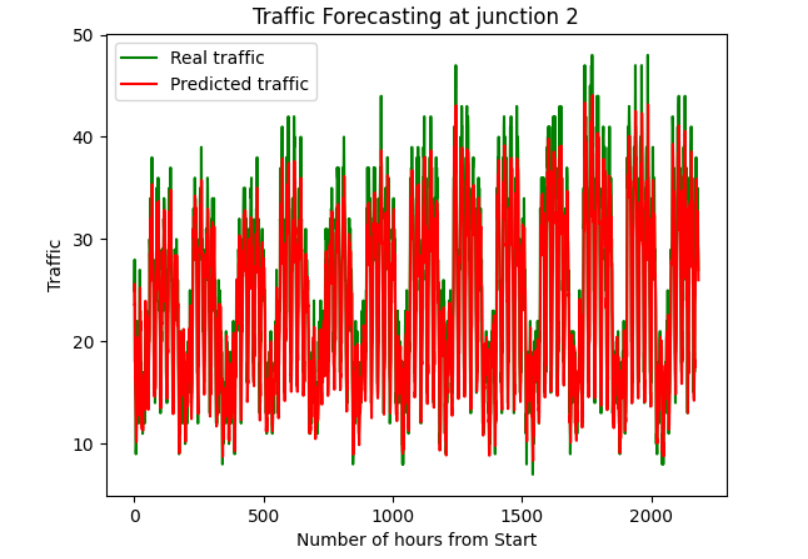 Traffic Forecasting at junction 2
Real traffic
Predicted traffic
50
40
30
20
10
Traffic
0 500 1000 1500 2000
Number of hours from Start